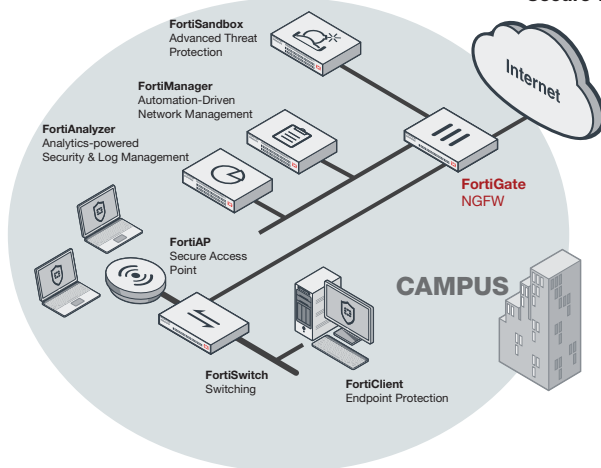 FortiSandbox
Advanced Threat
Protection
FortiManager
Automation-Driven
Network Management
FortiAnalyzer
Analytics-powered
Security & Log Management
Internet
FortiGate
NGFW
FortiAP
Secure Access
Point
CAMPUS
FortiSwitch
Switching
FortiClient
Endpoint Protection